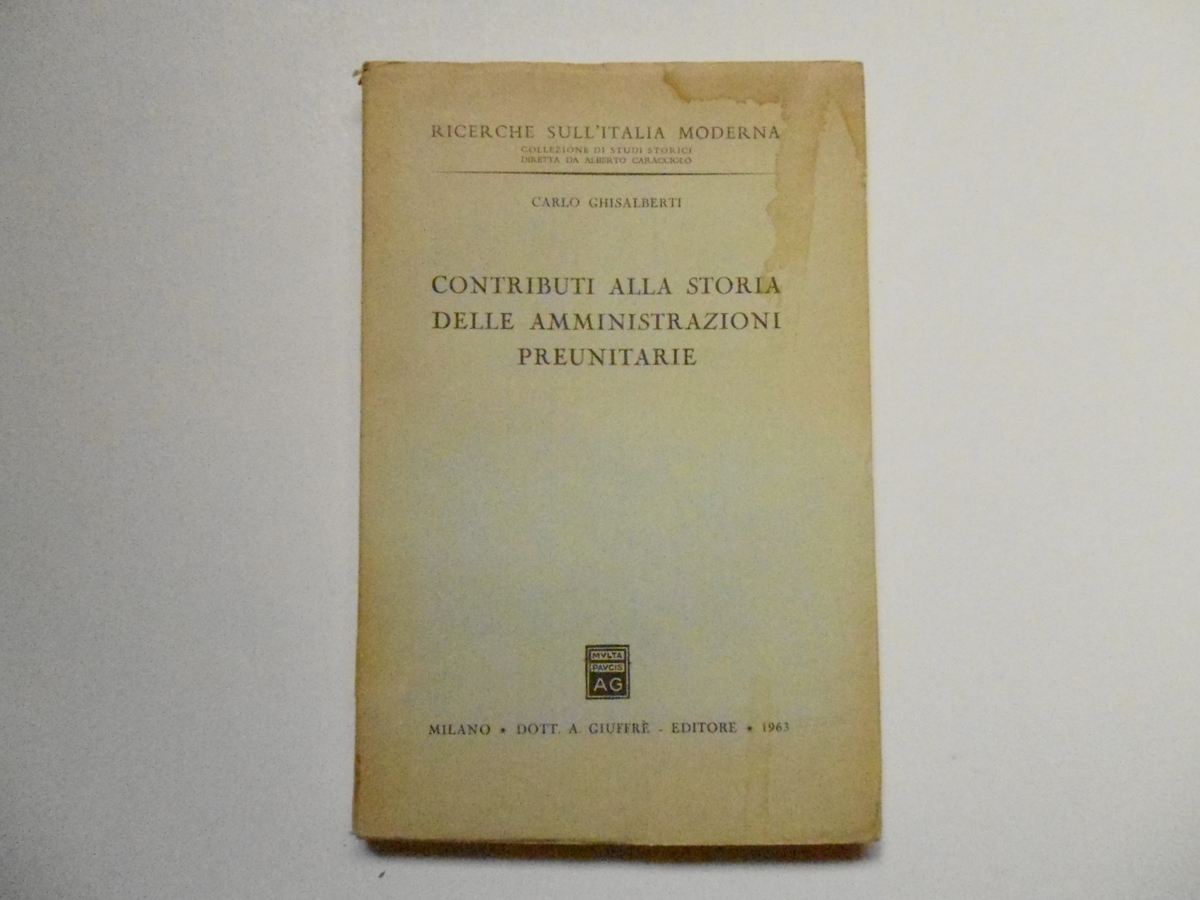 RICERCHE SULL'ITALIA MODERNA
COLLEZIONE DI STUDI STORICI
DIRETTA DA ALBERTO CARACCIOLO
CARLO GHISALBERTI
CONTRIBUTI ALLA STORIA
DELLE AMMINISTRAZIONI
PREUNITARIE
MVLTA
PAVCIS
AG
MILANO • DOTT. A. GIUFFRÈ - EDITORE • 1963